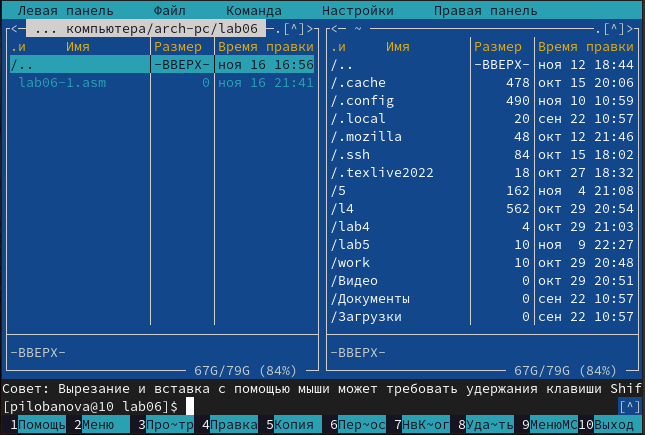 Левая панель Файл Команда Настройки Правая панель
<─ ... компьютера/arch-pc/lab06 ─.[^]> <─ ~ ─.[^]>
.и Имя Размер Время правки .и Имя Размер Время правки
/.. -ВВЕРХ- ноя 16 16:56 /.. -ВВЕРХ- ноя 12 18:44
lab06-1.asm 0 ноя 16 21:41 /.cache 478 окт 15 20:06
/.config 490 ноя 10 10:59
/.local 20 сен 22 10:57
/.mozilla 48 окт 12 21:46
/.ssh 84 окт 15 18:02
/.texlive2022 18 окт 27 18:32
/5 162 ноя 4 21:08
/l4 562 окт 29 20:54
/lab4 4 окт 29 21:03
/lab5 10 ноя 9 22:27
/work 10 окт 29 20:48
/Видео 0 окт 29 20:51
/Документы 0 сен 22 10:57
/Загрузки 0 сен 22 10:57
-ВВЕРХ- -ВВЕРХ-
67G/79G (84%) 67G/79G (84%)
Совет: Вырезание и вставка с помощью мыши может требовать удержания клавиши Shif
[pilobanova@10 lab06]$ [^]
1Помощь 2Меню 3Про~тр 4Правка 5Копия 6Пер~ос 7НвК~ог 8Уда~ть 9МенюМС 10Выход